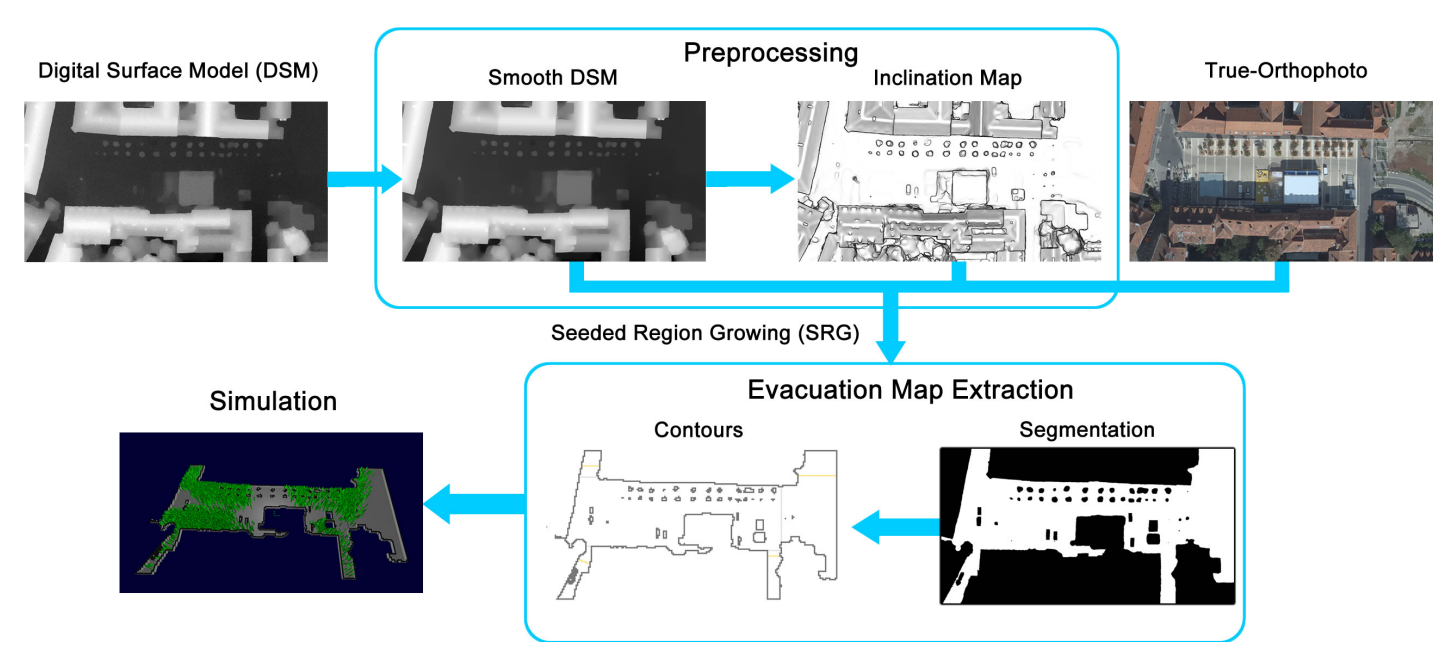 Preprocessing
Digital Surface Model (DSM)
Smooth DSM
Inclination Map
True-Orthophoto
Seeded Region Growing (SRG)
Evacuation Map Extraction
Simulation
Contours
Segmentation